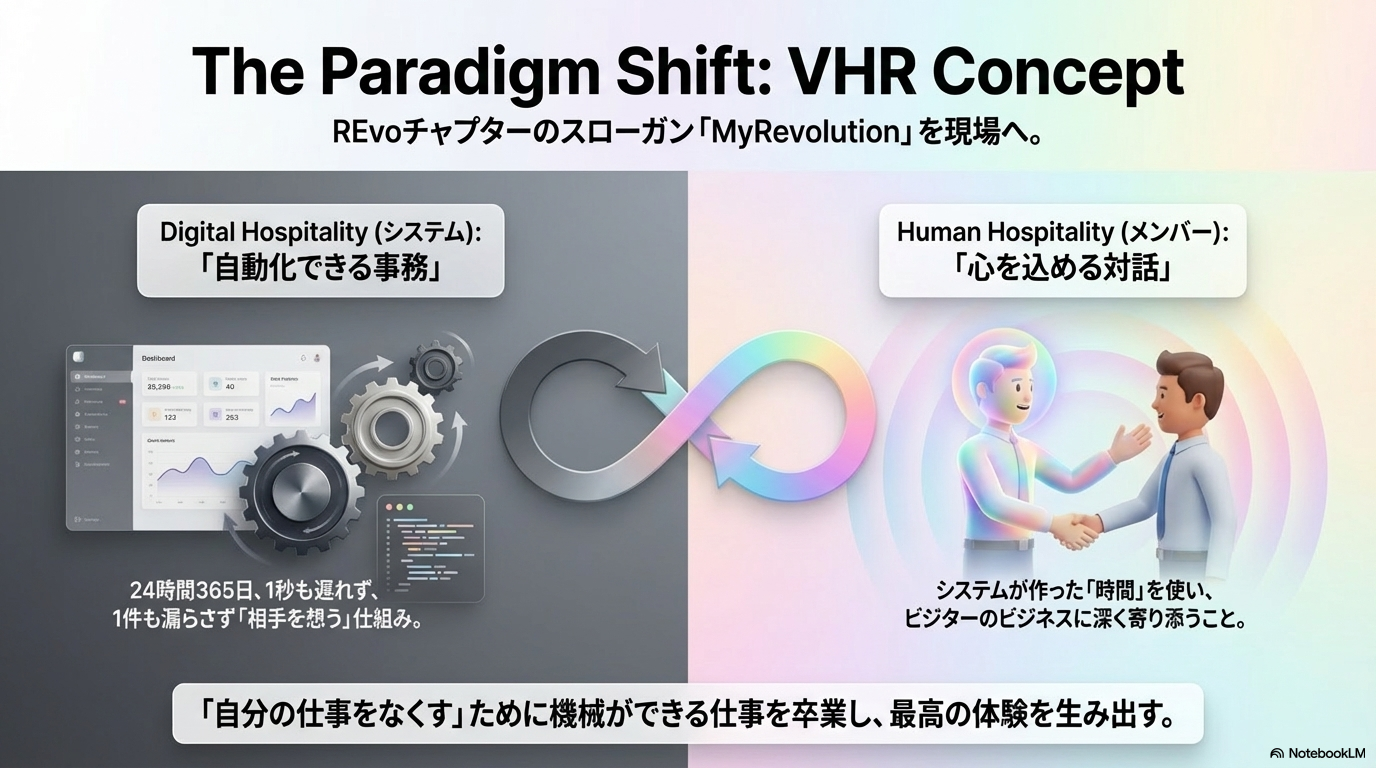 The Paradigm Shift: VHR Concept
REvoチャプターのスローガン「MyRevolution」を現場へ。
Digital Hospitality (システム):
「自動化できる事務」
Human Hospitality (メンバー):
「心を込める対話」
Dashboard
35,296
40
123
253
24時間365日、1秒も遅れず、
1件も漏らさず「相手を想う」仕組み。
システムが作った「時間」を使い、
ビジターのビジネスに深く寄り添うこと。
「自分の仕事をなくす」ために機械ができる仕事を卒業し、最高の体験を生み出す。
NotebookLM